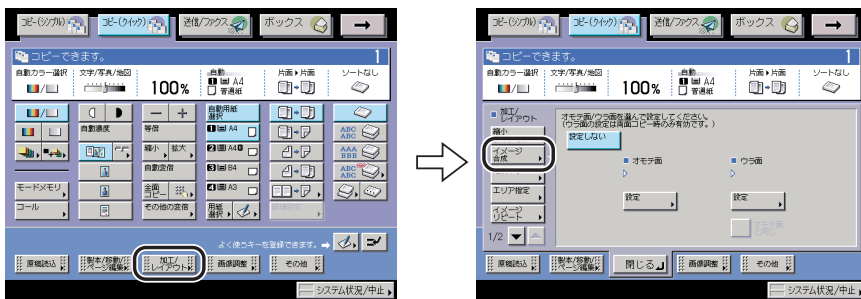 コピー(シンプル)
コピー(クイック)
送信/ファクス
ボックス
コピーできます。
1
自動カラー選択
文字/写真/地図
100%
自動
1 A4
普通紙
片面▶片面
ソートなし
自動濃度
等倍
自動用紙
選択
1 A4
縮小
拡大
2 A4
自動変倍
3 B4
ABC
ABC
AAA
BBB
ABC
ABC
モードメモリ
全面
コピー
4 A3
コール
その他の変倍
用紙
選択
よく使うキーを登録できます。
原稿読込
製本/移動/
ページ編集
加工/
レイアウト
画像調整
その他
システム状況/中止
コピー(シンプル)
コピー(クイック)
送信/ファクス
ボックス
コピーできます。
1
自動カラー選択
文字/写真/地図
100%
自動
1 A4
普通紙
片面▶片面
ソートなし
加工/
レイアウト
オモテ面/ウラ面を選んで設定してください。
(ウラ面の設定は両面コピー時のみ有効です。)
縮小
設定しない
イメージ
合成
オモテ面
ウラ面
エリア指定
設定
設定
イメージ
リピート
1/2
原稿読込
製本/移動/
ページ編集
閉じる
画像調整
その他
システム状況/中止